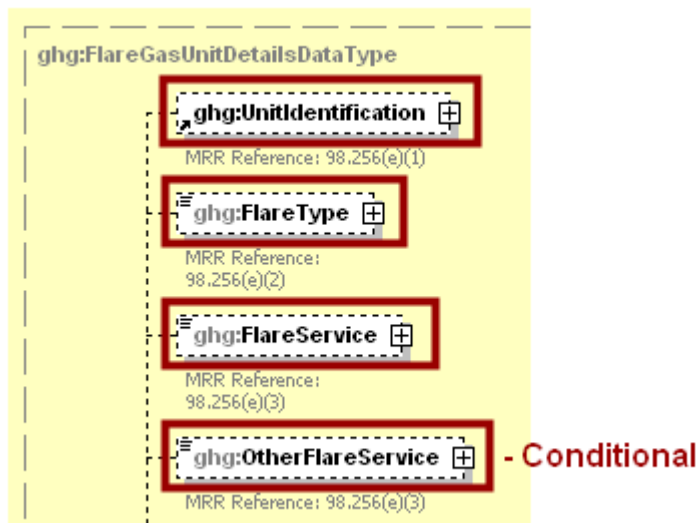 ghg:FlareGasUnitDetailsDataType
ghg:UnitIdentification
MRR Reference: 98.256(e)(1)
ghg:FlareType
MRR Reference:
98.256(e)(2)
ghg:FlareService
MRR Reference:
98.256(e)(3)
ghg:OtherFlareService - Conditional
MRR Reference: 98.256(e)(3)